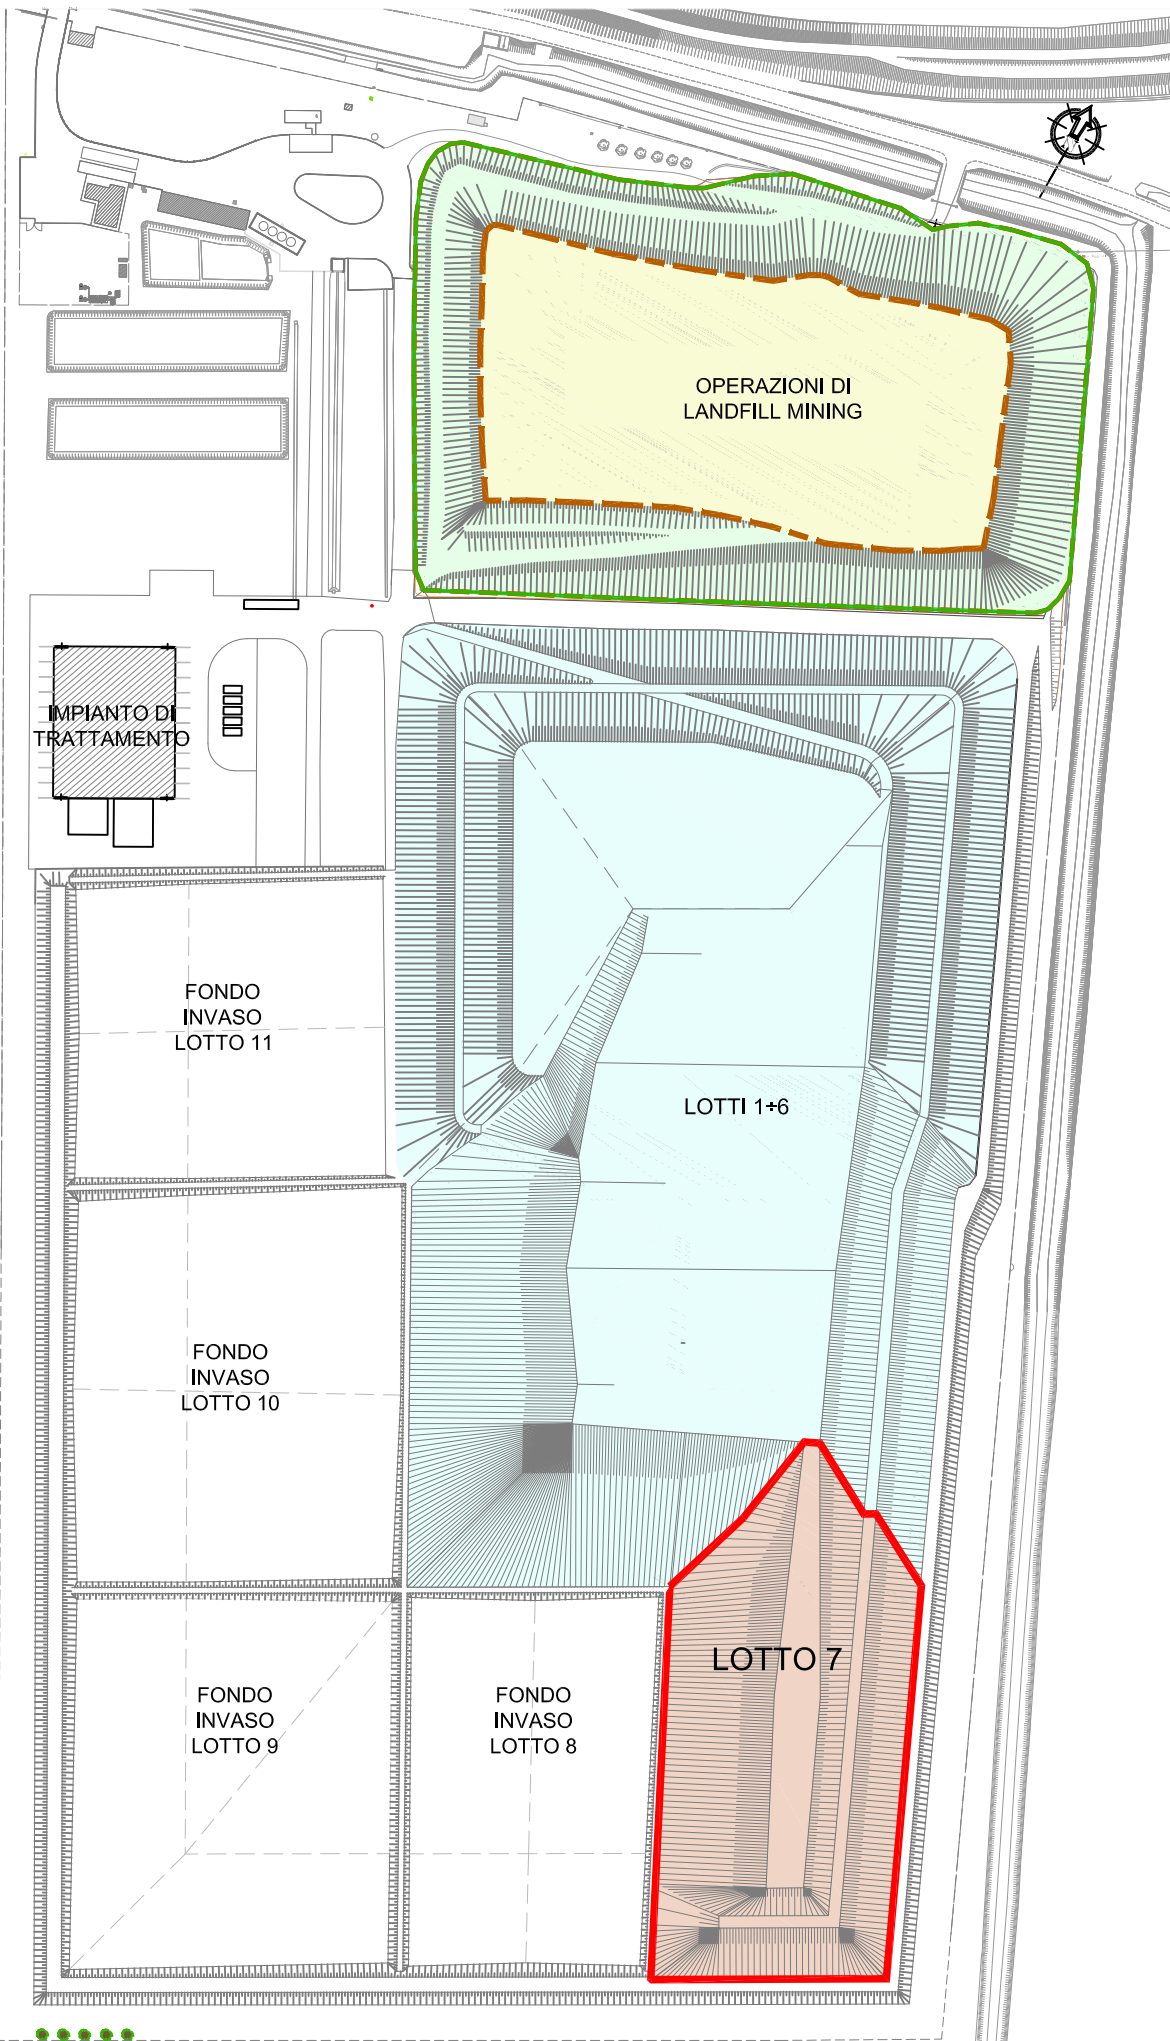 OPERAZIONI DI
LANDFILL MINING
IMPIANTO DI
TRATTAMENTO
FONDO
INVASO
LOTTO 11
LOTTI 1÷6
FONDO
INVASO
LOTTO 10
LOTTO 7
FONDO
INVASO
LOTTO 9
FONDO
INVASO
LOTTO 8